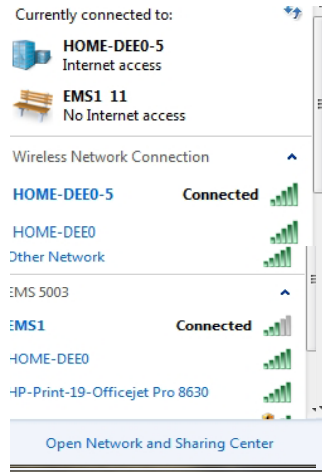 Currently connected to:
HOME-DEE0-5
Internet access
EMS1 11
No Internet access
Wireless Network Connection
HOME-DEE0-5 Connected
HOME-DEE0
Other Network
EMS 5003
EMS1 Connected
HOME-DEE0
HP-Print-19-Officejet Pro 8630
Open Network and Sharing Center